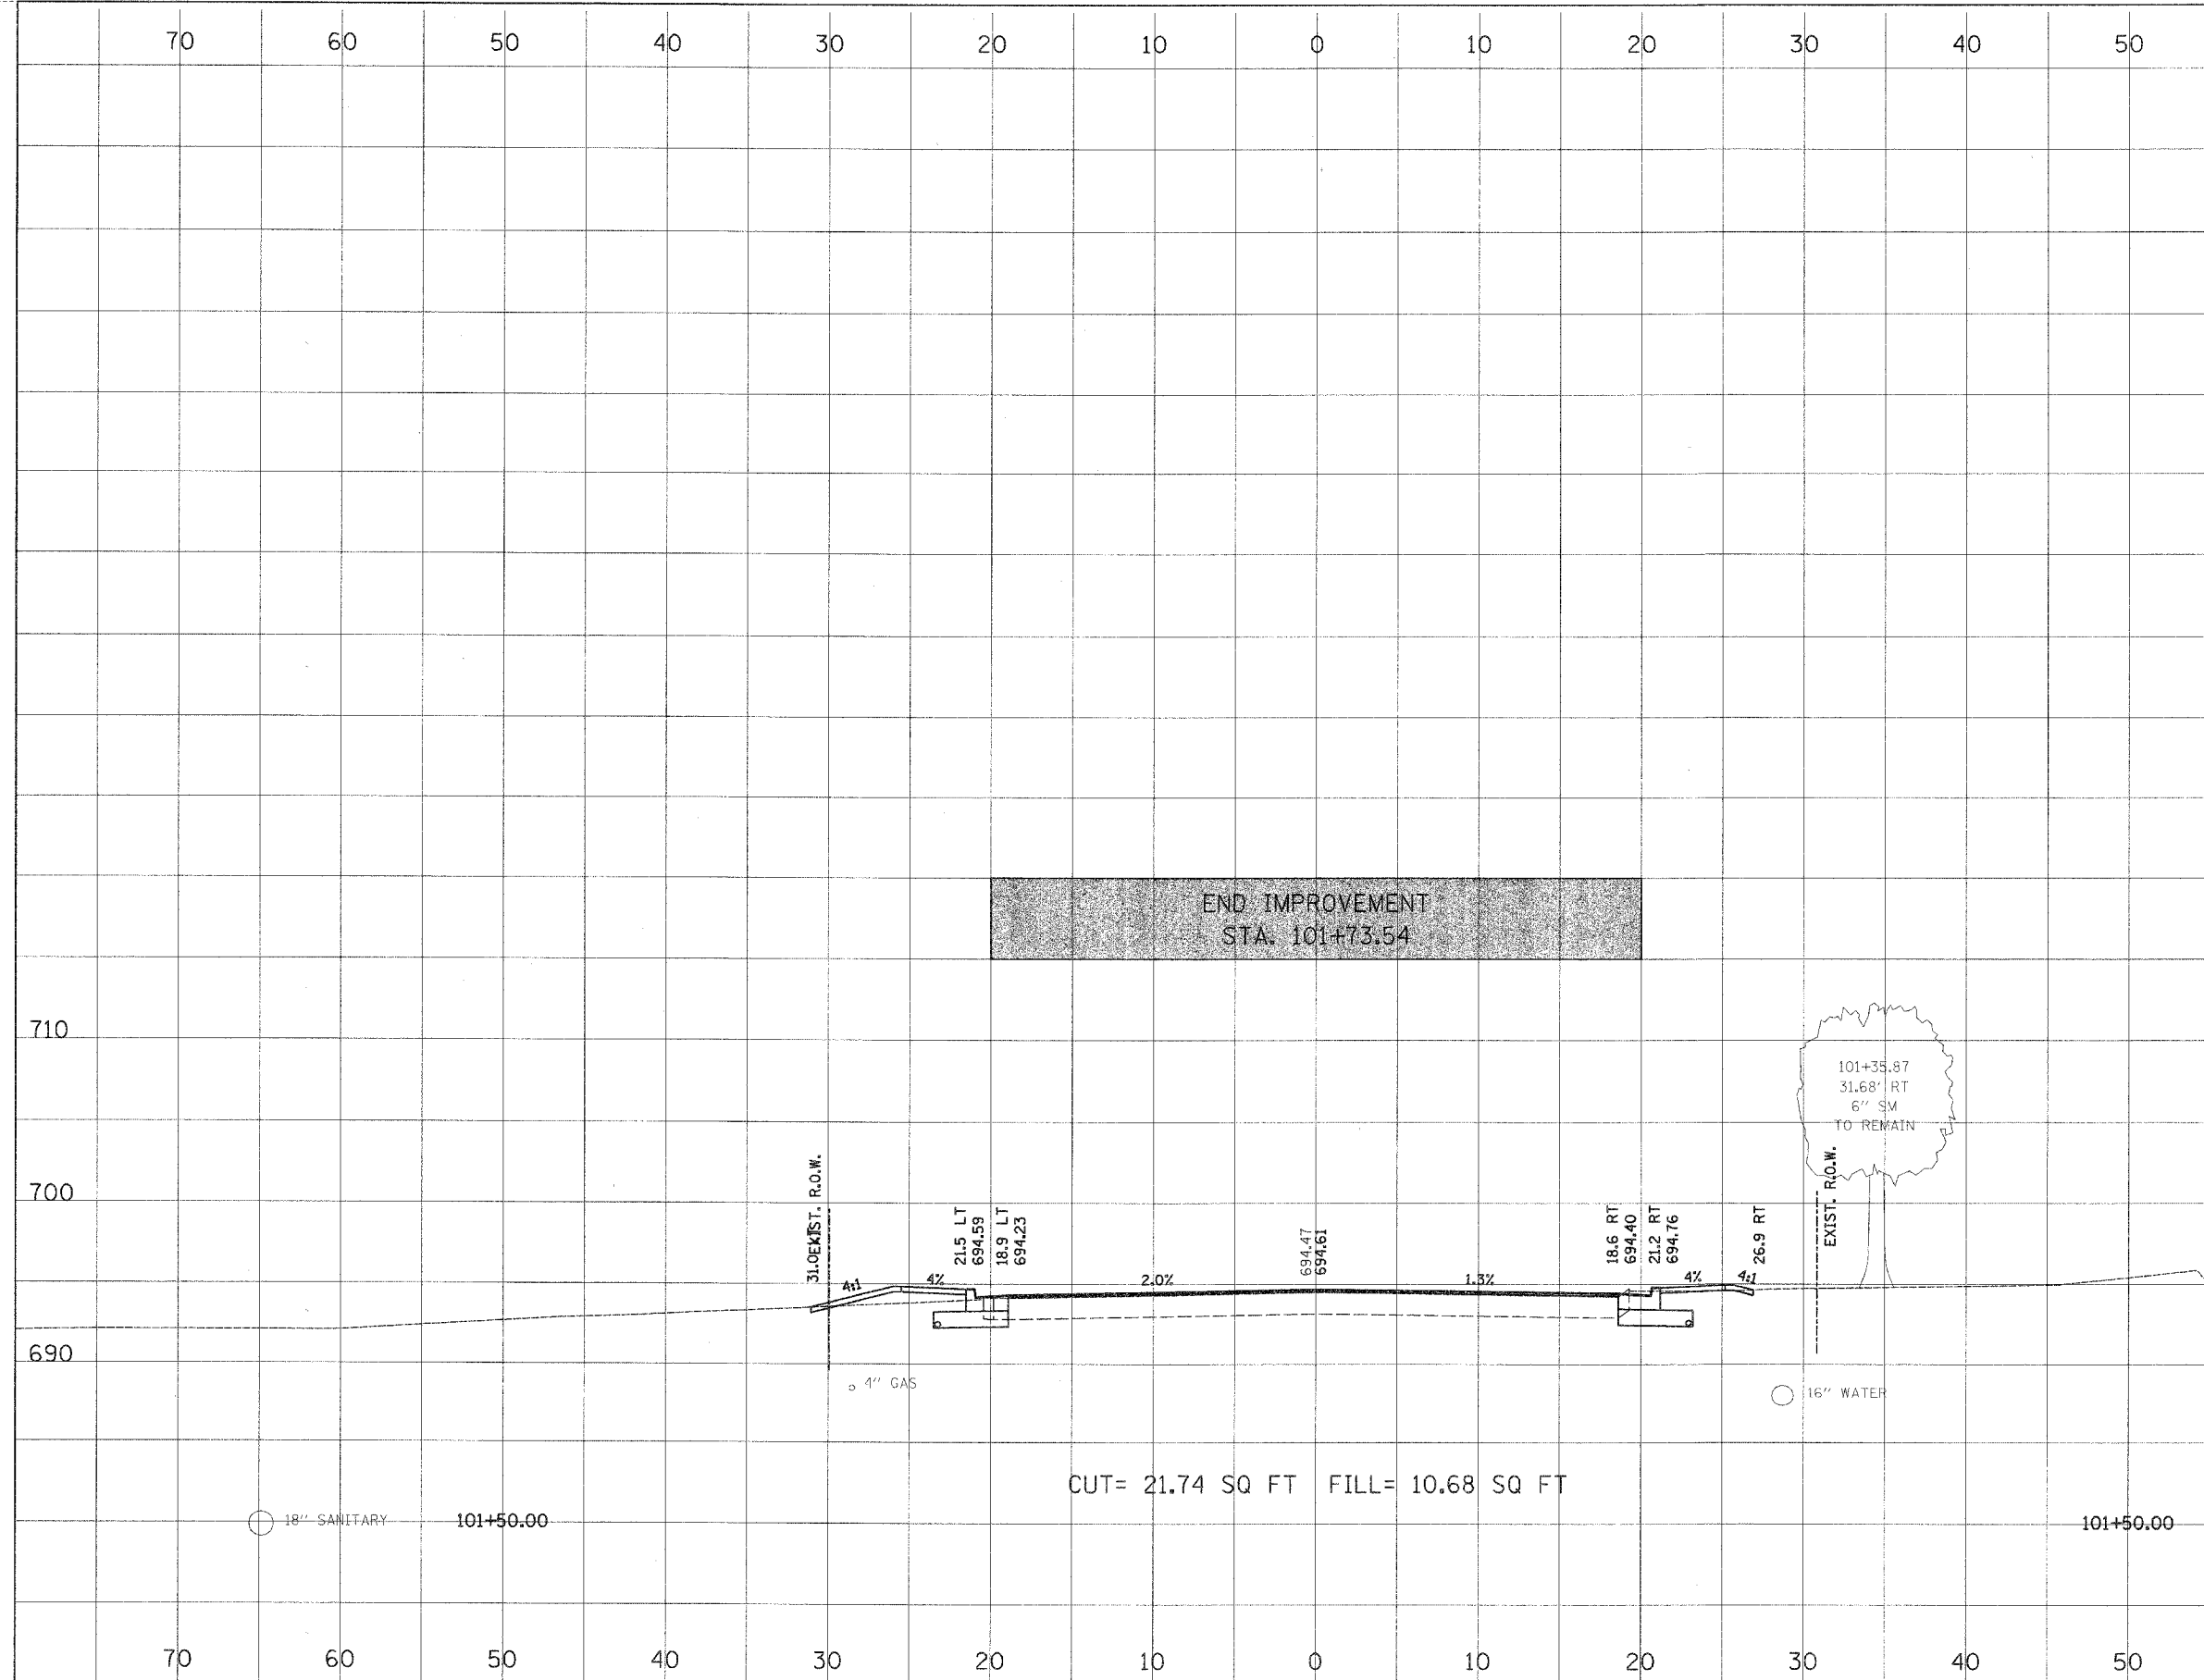 70 60 50 40 30 20 10 0 10 20 30 40 50
END IMPROVEMENT
STA. 101+73.54
710
101+35.87
31.68' RT
6" SM
TO REMAIN
700
EXIST. R.O.W.
21.5 LT
694.59
18.9 LT
694.23
694.47
694.61
18.6 RT
694.40
21.2 RT
694.76
26.9 RT
EXIST. R.O.W.
4:1
4%
2.0%
1.3%
4%
4:1
690
4" GAS
16" WATER
CUT= 21.74 SQ FT FILL= 10.68 SQ FT
18" SANITARY
101+50.00
101+50.00
70 60 50 40 30 20 10 0 10 20 30 40 50